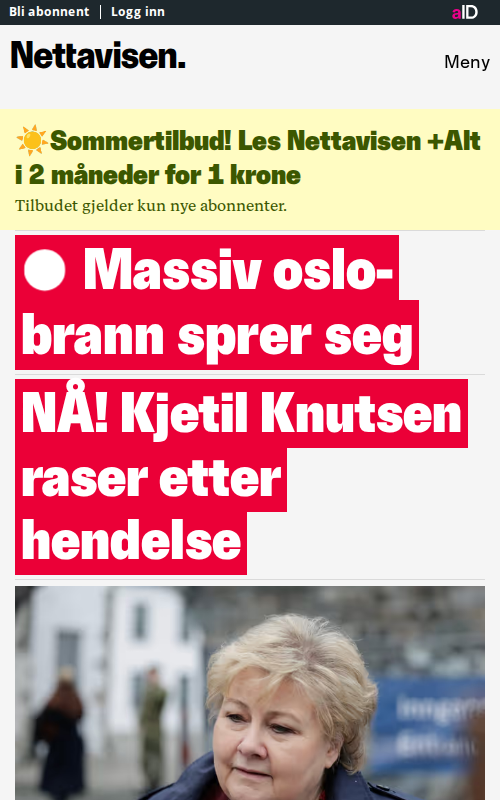 Bli abonnent
Logg inn
aID
Nettavisen.
Meny
☀️Sommertilbud! Les Nettavisen +Alt
i 2 måneder for 1 krone
Tilbudet gjelder kun nye abonnenter.
Massiv oslo-
brann sprer seg
NÅ! Kjetil Knutsen
raser etter
hendelse